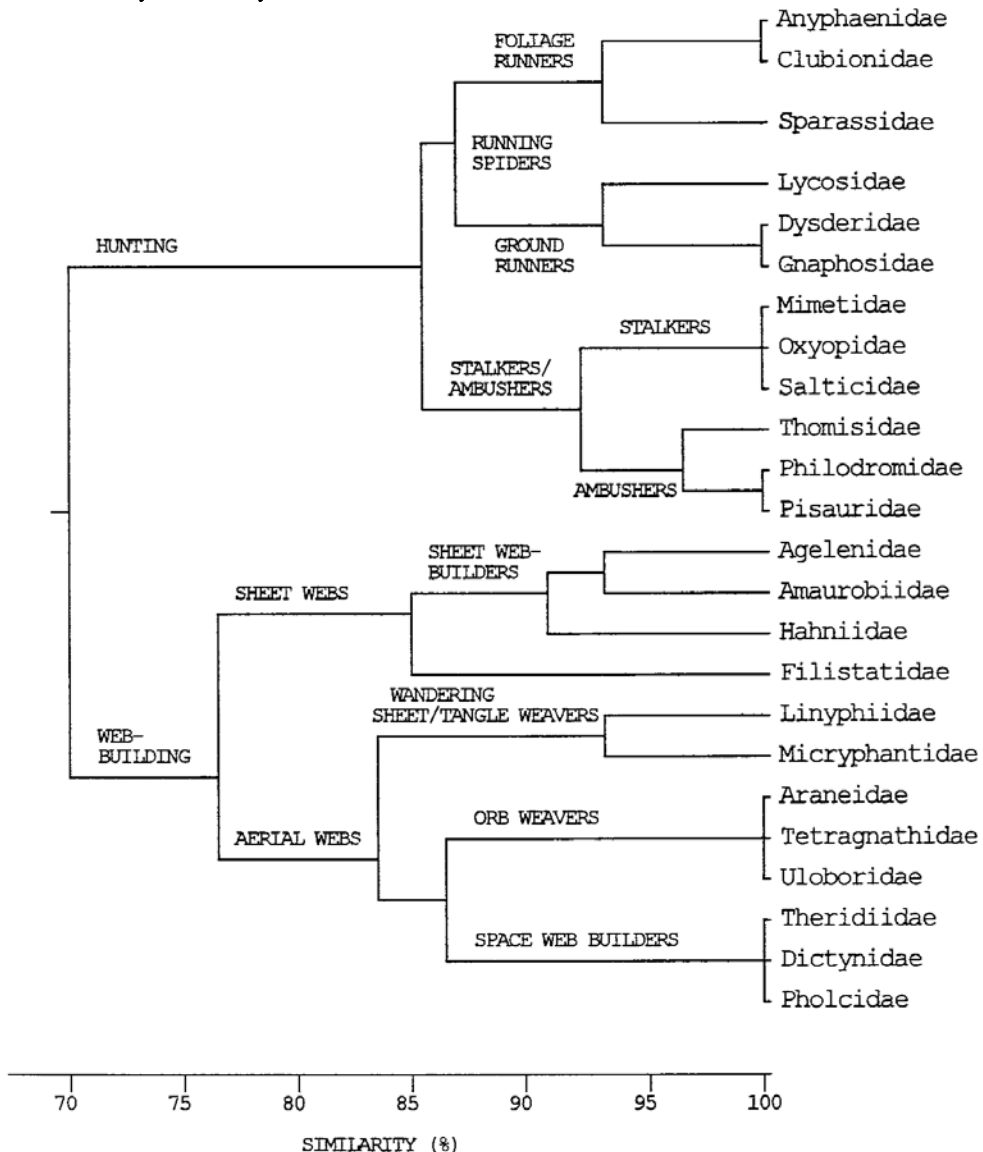 Anyphaenidae
FOLIAGE
RUNNERS
Clubionidae
Sparassidae
RUNNING
SPIDERS
Lycosidae
Dysderidae
HUNTING
GROUND
RUNNERS
Gnaphosidae
Mimetidae
STALKERS
Oxyopidae
STALKERS/
AMBUSHERS
Salticidae
Thomisidae
Philodromidae
AMBUSHERS
Pisauridae
SHEET WEB-
BUILDERS
Agelenidae
SHEET WEBS
Amaurobiidae
Hahniidae
Filistatidae
WANDERING
SHEET/TANGLE WEAVERS
Linyphiidae
WEB-
BUILDING
Micryphantidae
Araneidae
ORB WEAVERS
AERIAL WEBS
Tetragnathidae
Uloboridae
Theridiidae
SPACE WEB BUILDERS
Dictynidae
Pholcidae
70 75 80 85 90 95 100
SIMILARITY (%)